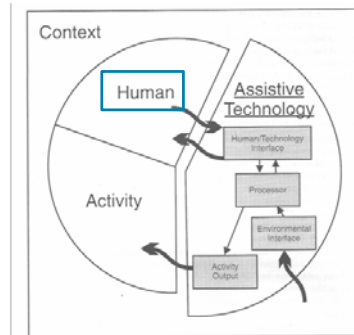 Context
Human
Assistive
Technology
Human/Technology
Interface
Processor
Activity
Environmental
Interface
Activity
Output